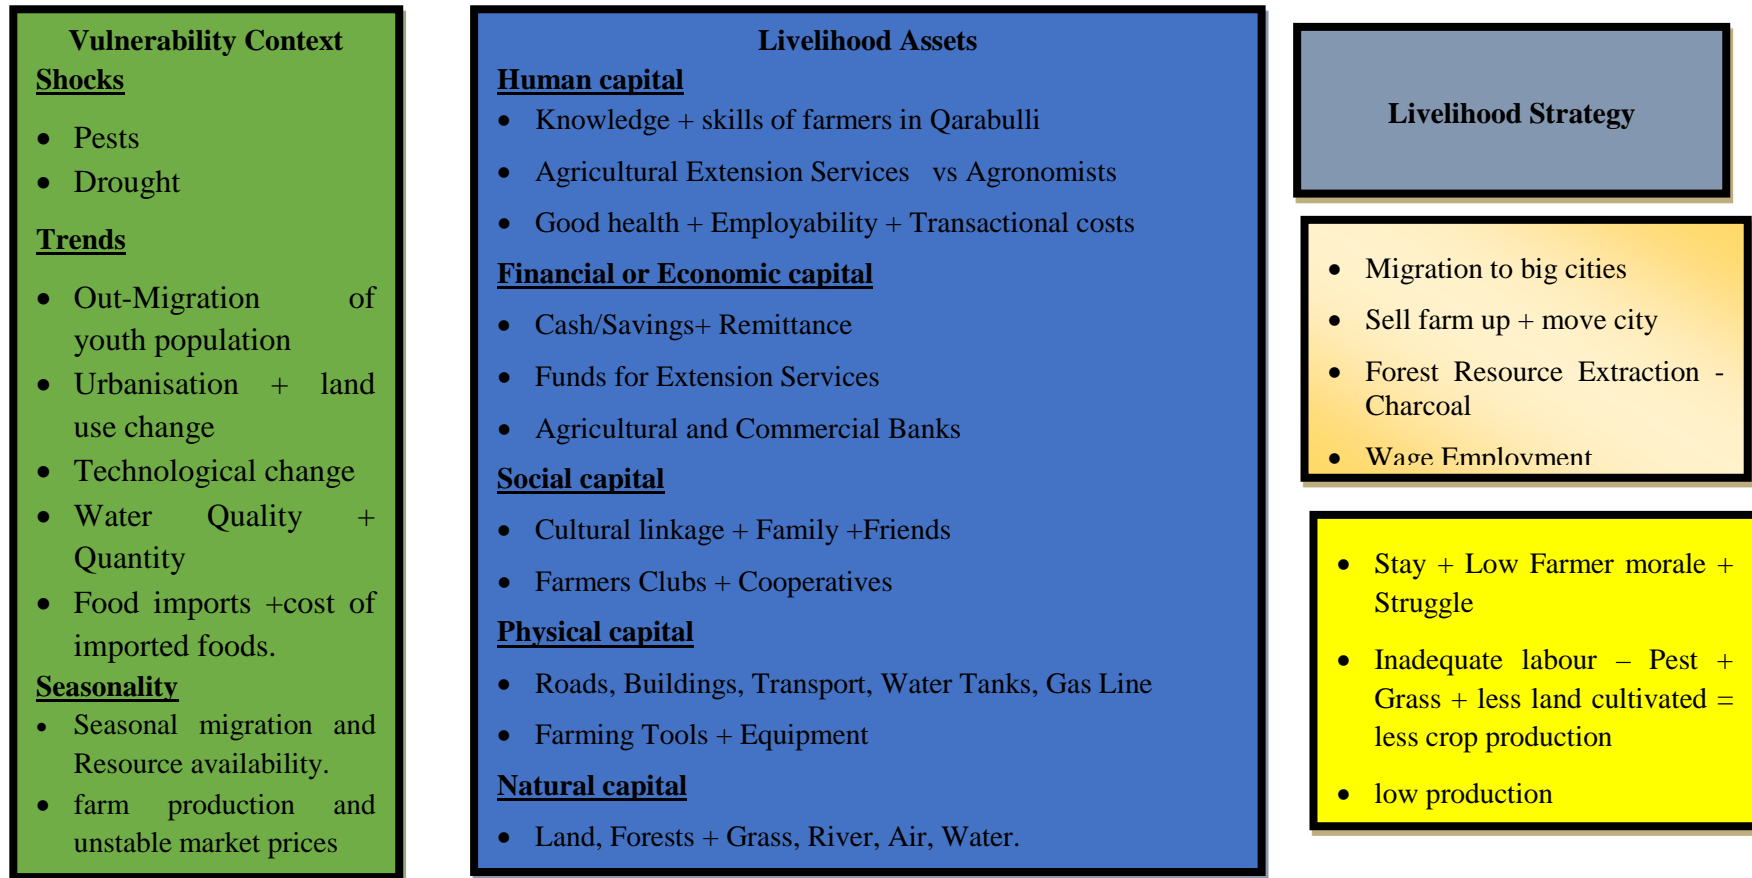 Vulnerability Context
Shocks
• Pests
• Drought
Trends
• Out-Migration of
youth population
• Urbanisation + land
use change
• Technological change
• Water Quality +
Quantity
• Food imports +cost of
imported foods.
Seasonality
• Seasonal migration and
Resource availability.
• farm production and
unstable market prices
Livelihood Assets
Human capital
• Knowledge + skills of farmers in Qarabulli
• Agricultural Extension Services vs Agronomists
• Good health + Employability + Transactional costs
Financial or Economic capital
• Cash/Savings+ Remittance
• Funds for Extension Services
• Agricultural and Commercial Banks
Social capital
• Cultural linkage + Family +Friends
• Farmers Clubs + Cooperatives
Physical capital
• Roads, Buildings, Transport, Water Tanks, Gas Line
• Farming Tools + Equipment
Natural capital
• Land, Forests + Grass, River, Air, Water.
Livelihood Strategy
• Migration to big cities
• Sell farm up + move city
• Forest Resource Extraction -
Charcoal
• Wage Employment
• Stay + Low Farmer morale +
Struggle
• Inadequate labour – Pest +
Grass + less land cultivated =
less crop production
• low production